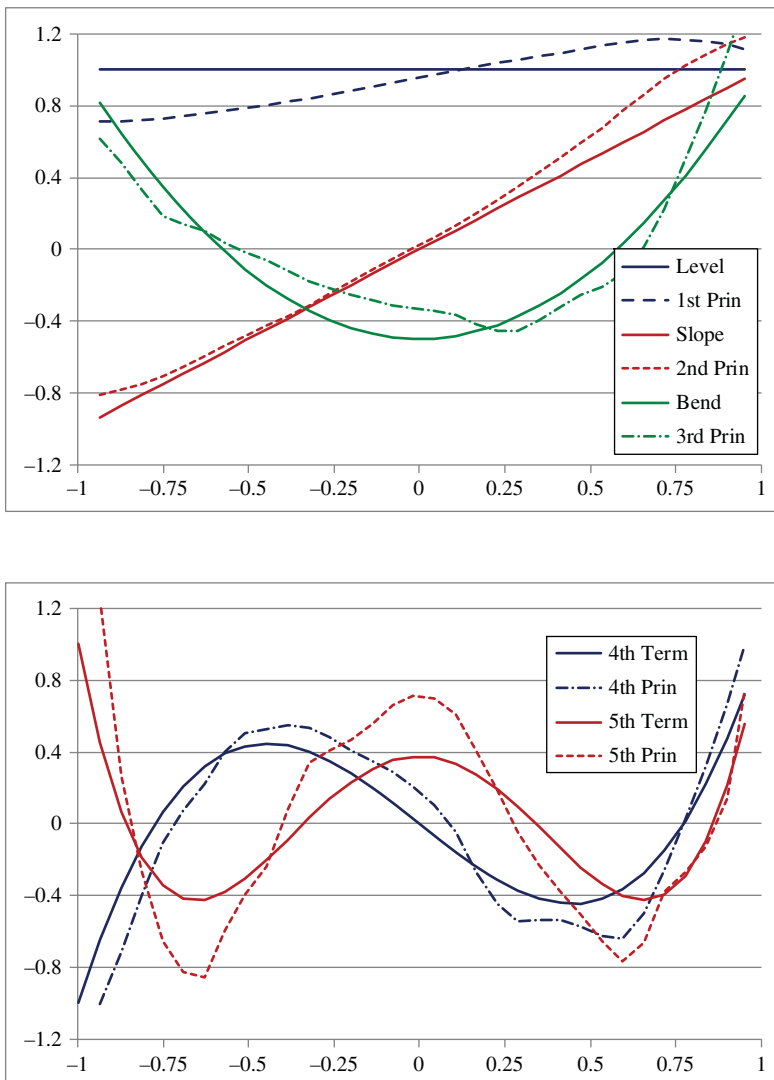 1.2
0.8
0.4
0
–0.4
–0.8
–1.2
Level
1st Prin
Slope
2nd Prin
Bend
3rd Prin
–1 –0.75 –0.5 –0.25 0 0.25 0.5 0.75 1
1.2
0.8
0.4
0
–0.4
–0.8
–1.2
4th Term
4th Prin
5th Term
5th Prin
–1 –0.75 –0.5 –0.25 0 0.25 0.5 0.75 1